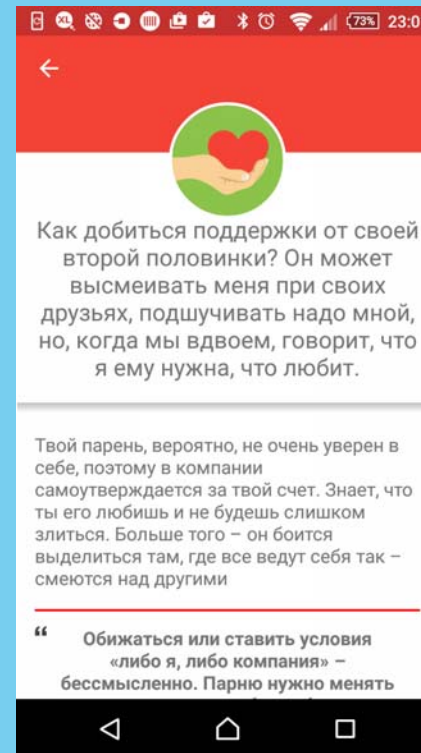 73% 23:0
Как добиться поддержки от своей
второй половинки? Он может
высмеивать меня при своих
друзьях, подшучивать надо мной,
но, когда мы вдвоем, говорит, что
я ему нужна, что любит.
Твой парень, вероятно, не очень уверен в
себе, поэтому в компании
самоутверждается за твой счет. Знает, что
ты его любишь и не будешь слишком
злиться. Больше того – он боится
выделиться там, где все ведут себя так –
смеются над другими
“ Обижаться или ставить условия
«либо я, либо компания» –
бессмысленно. Парню нужно менять